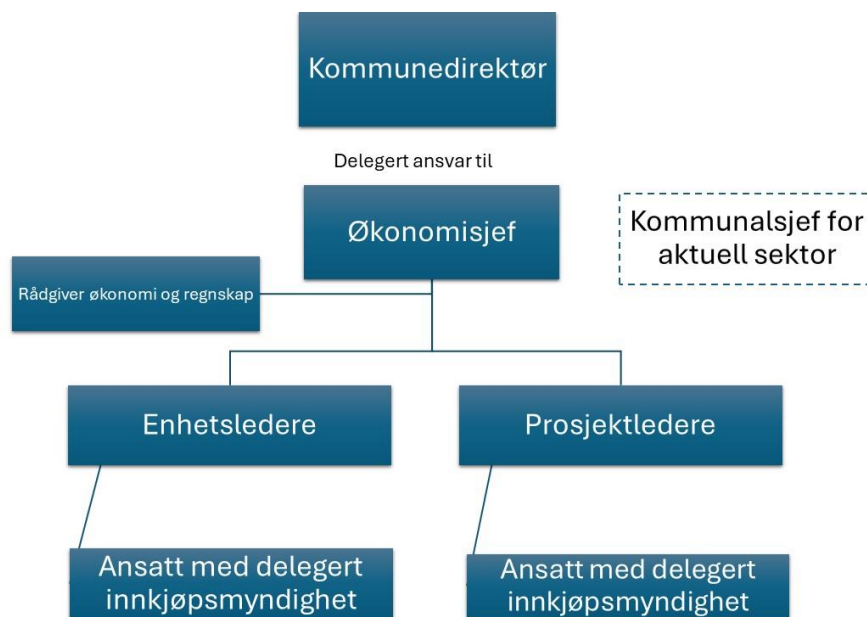 Kommunedirektør
Delegert ansvar til
Økonomisjef
Kommunalsjef for
aktuell sektor
Rådgiver økonomi og regnskap
Enhetsledere
Prosjektledere
Ansatt med delegert
innkjøpsmyndighet
Ansatt med delegert
innkjøpsmyndighet